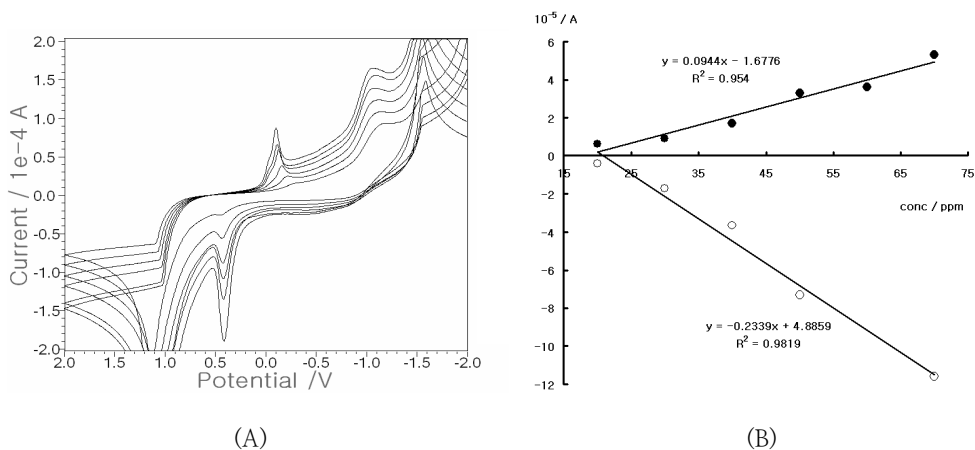 2.0
1.5
1.0
0.5
0.0
-0.5
-1.0
-1.5
-2.0
Current / 1e-4 A
2.0 1.5 1.0 0.5 0.0 -0.5 -1.0 -1.5 -2.0
Potential /V
(A)
10⁻⁵ / A
6
4
2
0
-2
-4
-6
-8
-10
-12
15 25 35 45 55 65 75
conc / ppm
y = 0.0944x − 1.6776
R² = 0.954
y = −0.2339x + 4.8859
R² = 0.9819
(B)